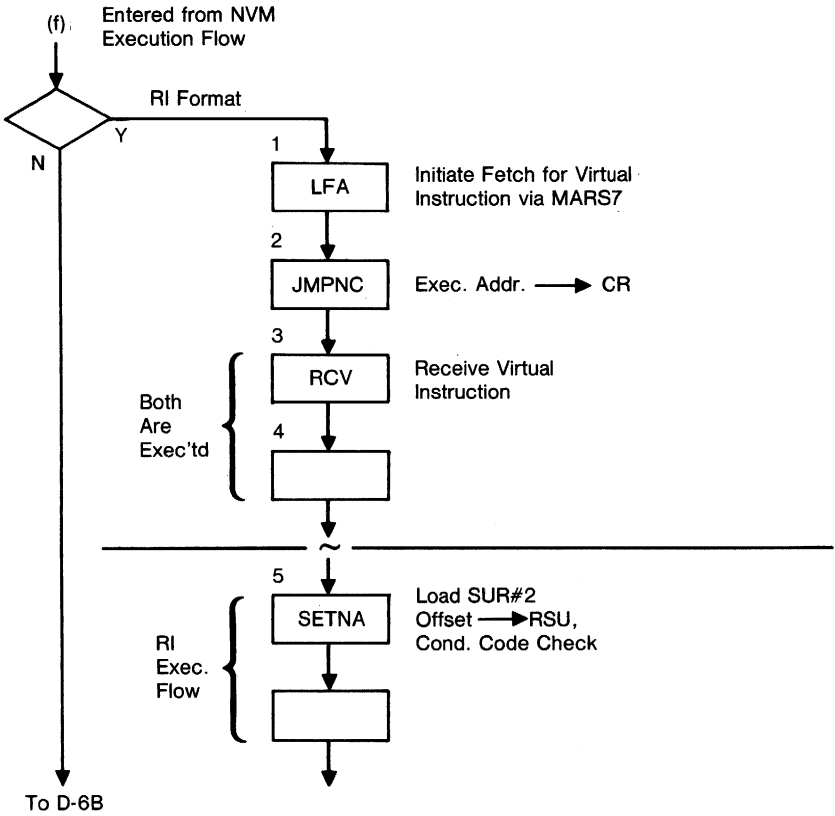 (f)
Entered from NVM
Execution Flow
RI Format
Y
N
1
LFA
Initiate Fetch for Virtual
Instruction via MARS7
2
JMPNC
Exec. Addr. → CR
3
RCV
Receive Virtual
Instruction
Both
Are
Exec'td
4
~
5
SETNA
Load SUR#2
Offset → RSU,
Cond. Code Check
RI
Exec.
Flow
To D-6B